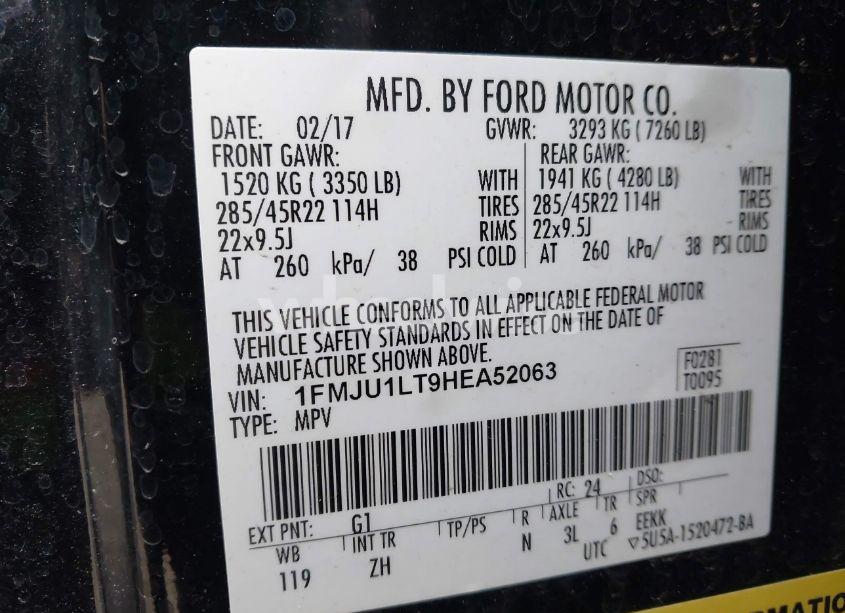 MFD. BY FORD MOTOR CO.
DATE: 02/17 GVWR: 3293 KG ( 7260 LB)
FRONT GAWR: REAR GAWR:
1520 KG ( 3350 LB) WITH 1941 KG ( 4280 LB) WITH
285/45R22 114H TIRES 285/45R22 114H TIRES
22x9.5J RIMS 22x9.5J RIMS
AT 260 kPa/ 38 PSI COLD AT 260 kPa/ 38 PSI COLD
THIS VEHICLE CONFORMS TO ALL APPLICABLE FEDERAL MOTOR
VEHICLE SAFETY STANDARDS IN EFFECT ON THE DATE OF
MANUFACTURE SHOWN ABOVE.
VIN: 1FMJU1LT9HEA52063
F0281
T0095
TYPE: MPV
RC: 24 DSO:
EXT PNT: G1 TP/PS R AXLE TR SPR
WB INT TR N 3L 6 EEKK
119 ZH UTC ▽5U5A-1520472-BA